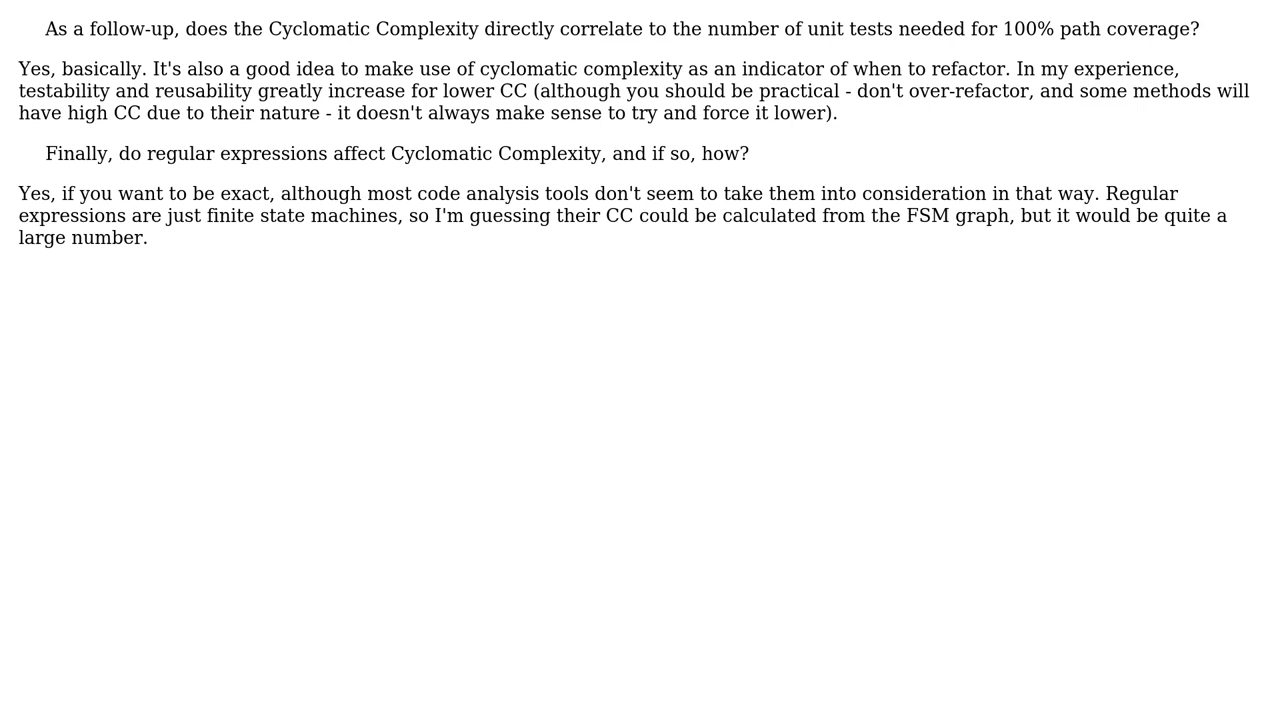 As a follow-up, does the Cyclomatic Complexity directly correlate to the number of unit tests needed for 100% path coverage?
Yes, basically. It's also a good idea to make use of cyclomatic complexity as an indicator of when to refactor. In my experience,
testability and reusability greatly increase for lower CC (although you should be practical - don't over-refactor, and some methods will
have high CC due to their nature - it doesn't always make sense to try and force it lower).
Finally, do regular expressions affect Cyclomatic Complexity, and if so, how?
Yes, if you want to be exact, although most code analysis tools don't seem to take them into consideration in that way. Regular
expressions are just finite state machines, so I'm guessing their CC could be calculated from the FSM graph, but it would be quite a
large number.